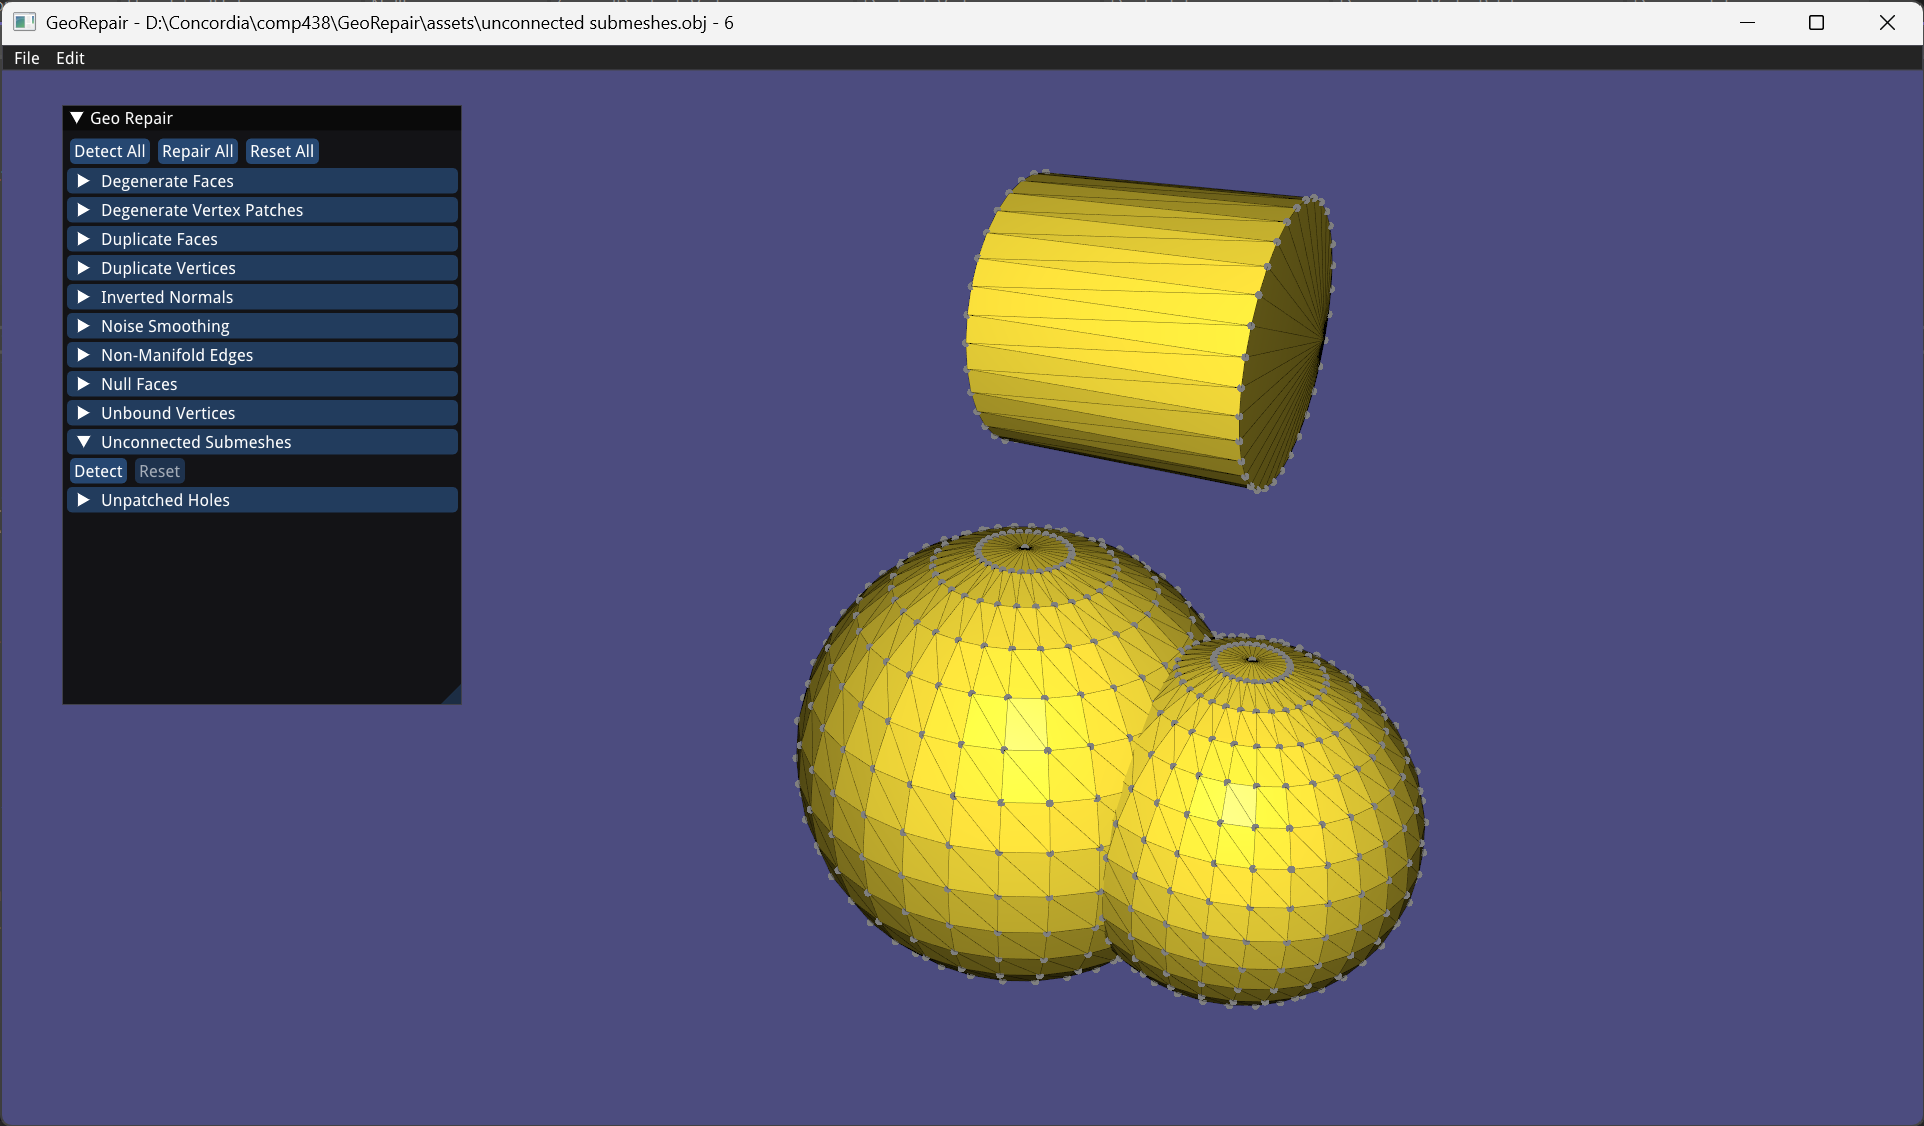 GeoRepair - D:\Concordia\comp438\GeoRepair\assets\unconnected submeshes.obj - 6
File Edit
Geo Repair
Detect All Repair All Reset All
Degenerate Faces
Degenerate Vertex Patches
Duplicate Faces
Duplicate Vertices
Inverted Normals
Noise Smoothing
Non-Manifold Edges
Null Faces
Unbound Vertices
Unconnected Submeshes
Detect Reset
Unpatched Holes